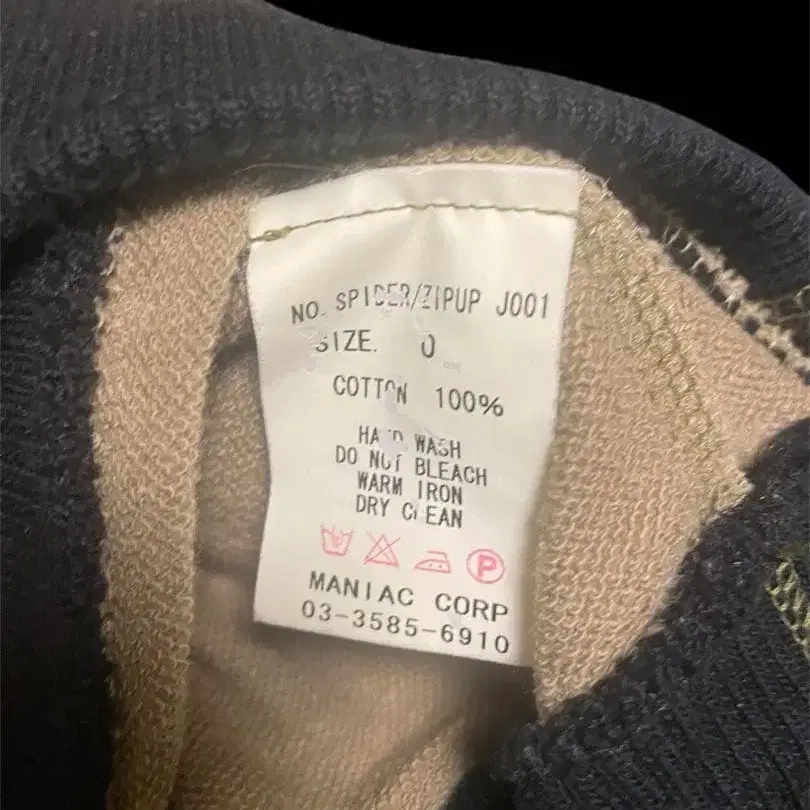 NO. SPIDER/ZIPUP J001
SIZE. 0
COTTON 100%
HAND WASH
DO NOT BLEACH
WARM IRON
DRY CLEAN
P
MANIAC CORP
03-3585-6910